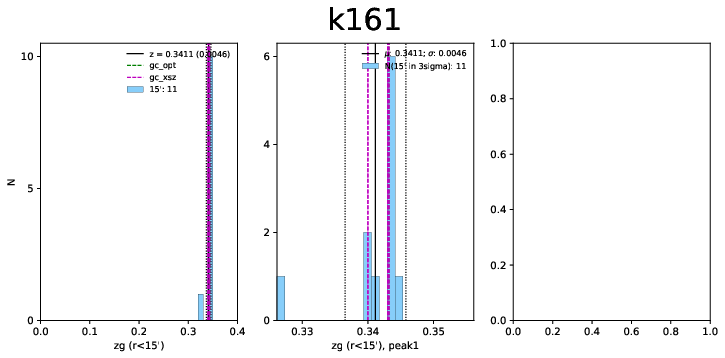 k161
z = 0.3411 (0.0046)
gc_opt
gc_xsz
15': 11
N
10
5
0
0.0 0.1 0.2 0.3 0.4
zg (r<15')
μ: 0.3411; σ: 0.0046
N(15' in 3sigma): 11
6
4
2
0
0.33 0.34 0.35
zg (r<15'), peak1
1.0
0.8
0.6
0.4
0.2
0.0
0.0 0.2 0.4 0.6 0.8 1.0